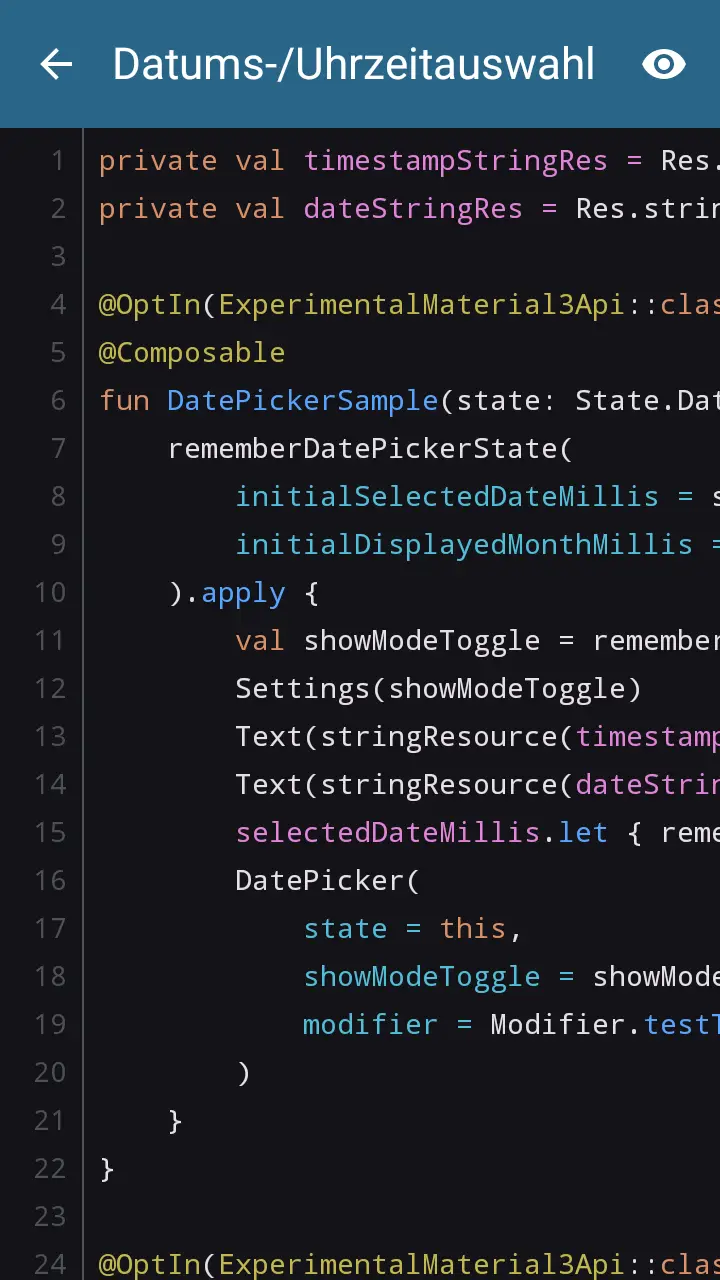 Datums-/Uhrzeitauswahl
1 private val timestampStringRes = Res.
2 private val dateStringRes = Res.strin
3
4 @OptIn(ExperimentalMaterial3Api::clas
5 @Composable
6 fun DatePickerSample(state: State.Dat
7     rememberDatePickerState(
8         initialSelectedDateMillis = s
9         initialDisplayedMonthMillis =
10     ).apply {
11         val showModeToggle = remember
12         Settings(showModeToggle)
13         Text(stringResource(timestamp
14         Text(stringResource(dateStrin
15         selectedDateMillis.let { reme
16         DatePicker(
17             state = this,
18             showModeToggle = showMode
19             modifier = Modifier.testT
20         )
21     }
22 }
23
24 @OptIn(ExperimentalMaterial3Api::clas